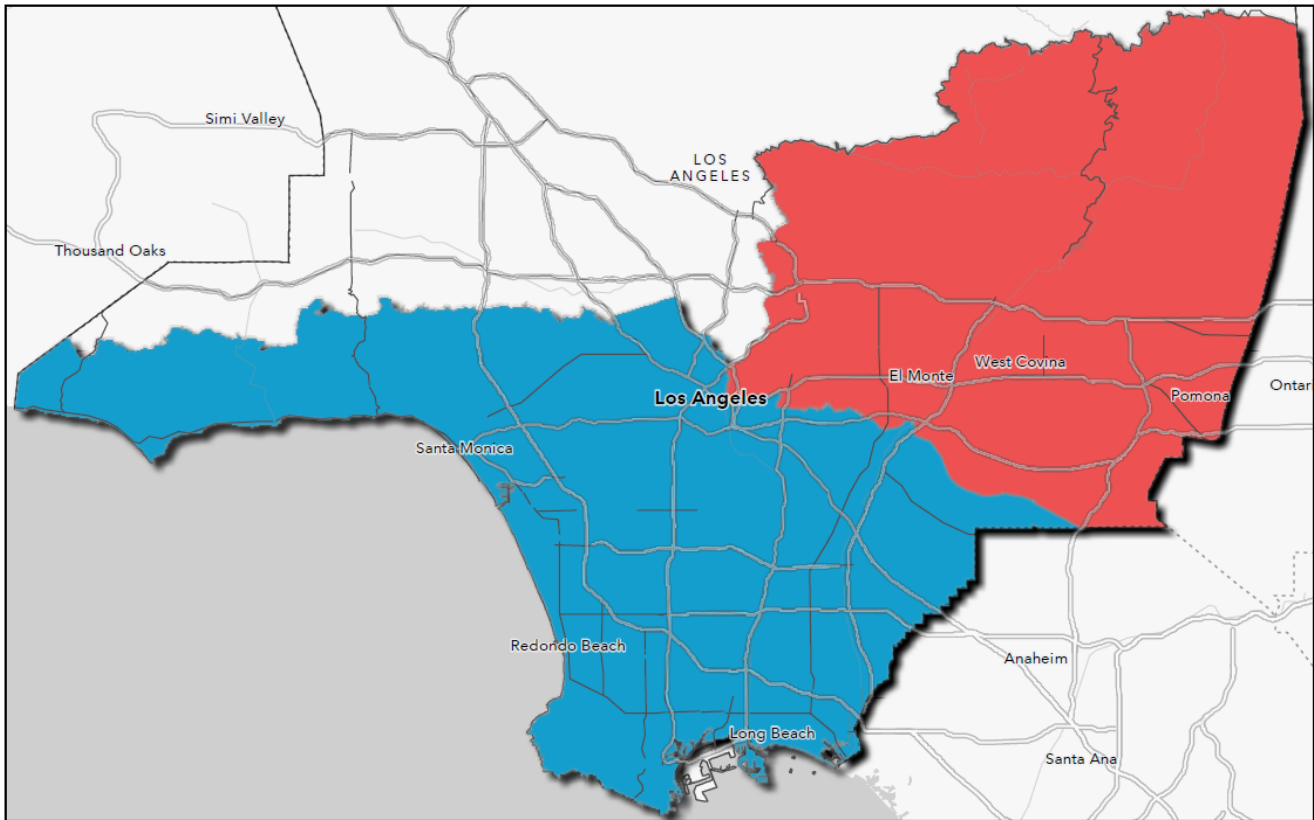 Simi Valley
LOS
ANGELES
Thousand Oaks
West Covina
El Monte
Ontar
Pomona
Los Angeles
Santa Monica
Redondo Beach
Anaheim
Long Beach
Santa Ana